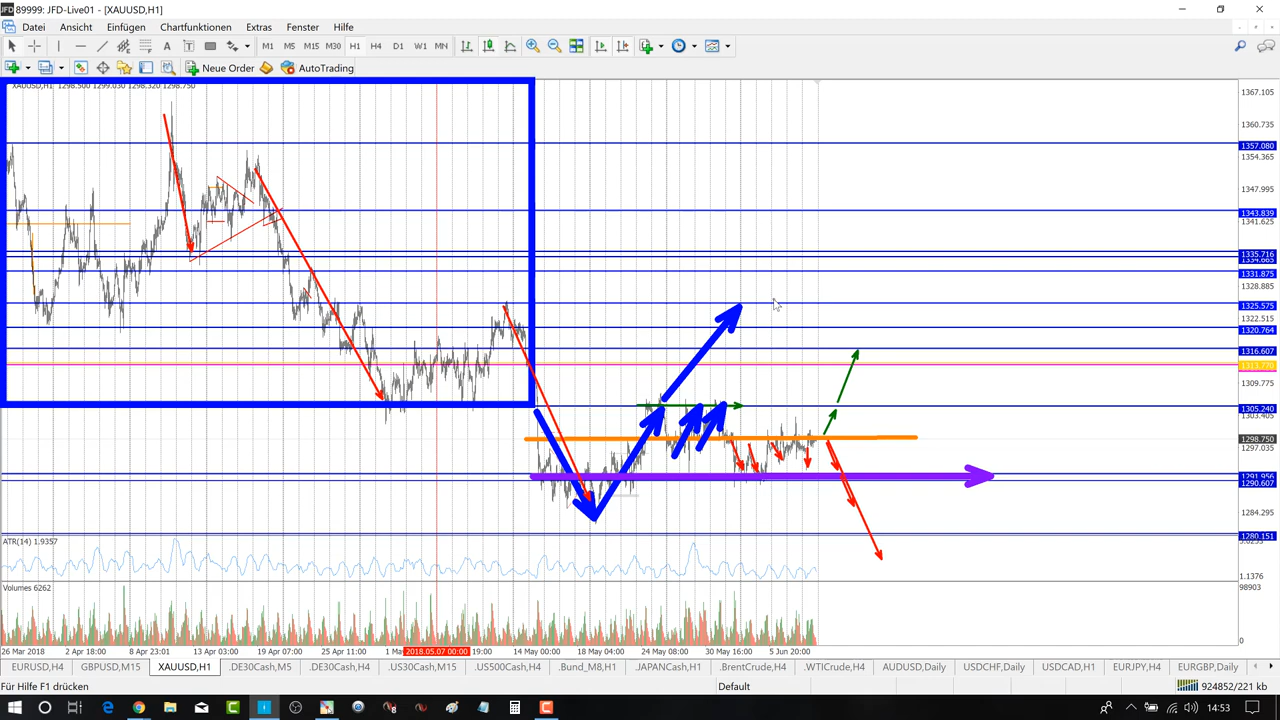 89999: JFD-Live01 - [XAUUSD,H1]
Datei Ansicht Einfügen Chartfunktionen Extras Fenster Hilfe
M1 M5 M15 M30 H1 H4 D1 W1 MN
Neue Order AutoTrading
XAUUSD,H1 1298.500 1299.030 1298.320 1298.750
1367.105
1360.735
1357.080
1354.365
1347.995
1343.839
1341.625
1335.716
1331.875
1328.885
1325.575
1322.515
1320.764
1316.607
1313.770
1309.775
1305.240
1303.405
1298.750
1297.035
1291.956
1290.607
1284.295
1280.151
ATR(14) 1.9357
1.1376
Volumes 6262
98903
0
26 Mar 2018 2 Apr 18:00 8 Apr 23:01 13 Apr 03:00 19 Apr 07:00 25 Apr 11:00 2018.05.07 00:00 19:00 14 May 00:00 18 May 04:00 24 May 08:00 30 May 16:00 5 Jun 20:00
EURUSD,H4 GBPUSD,M15 XAUUSD,H1 .DE30Cash,M5 .DE30Cash,H4 .US30Cash,M15 .US500Cash,H4 .Bund_M8,H1 .JAPANCash,H1 .BrentCrude,H4 .WTICrude,H4 AUDUSD,Daily USDCHF,Daily USDCAD,H1 EURJPY,H4 EURGBP,Daily
Für Hilfe F1 drücken Default 924852/221 kb
14:53